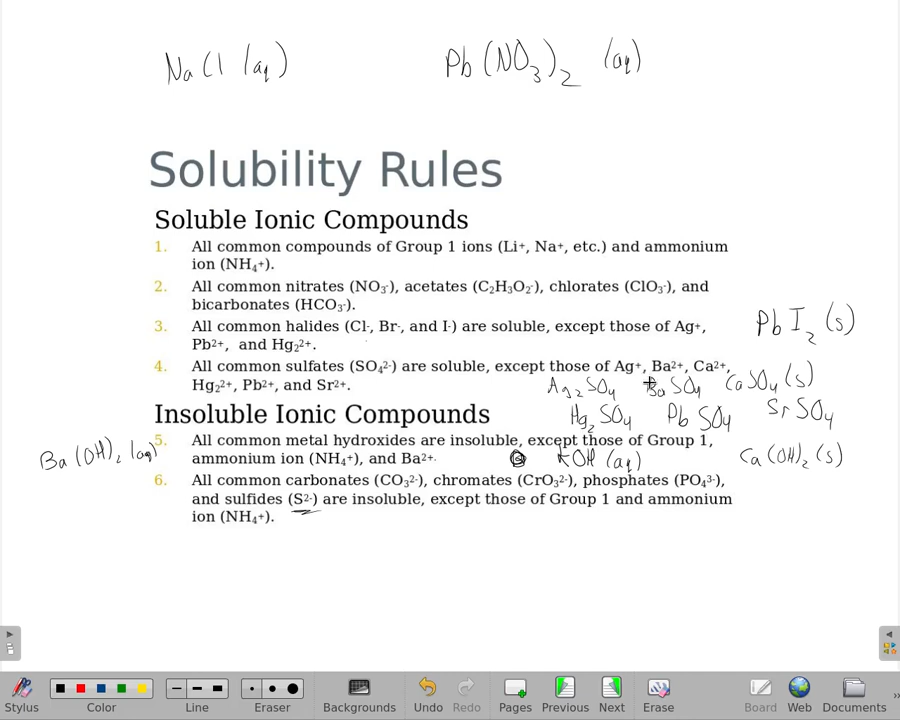 NaCl (aq) Pb(NO₃)₂ (aq)
Solubility Rules
Soluble Ionic Compounds
1. All common compounds of Group 1 ions (Li⁺, Na⁺, etc.) and ammonium
ion (NH₄⁺).
2. All common nitrates (NO₃⁻), acetates (C₂H₃O₂⁻), chlorates (ClO₃⁻), and
bicarbonates (HCO₃⁻).
3. All common halides (Cl⁻, Br⁻, and I⁻) are soluble, except those of Ag⁺,
Pb²⁺, and Hg₂²⁺.
PbI₂ (s)
4. All common sulfates (SO₄²⁻) are soluble, except those of Ag⁺, Ba²⁺, Ca²⁺,
Hg₂²⁺, Pb²⁺, and Sr²⁺.
Ag₂SO₄ BaSO₄ CaSO₄(s)
Hg₂SO₄ PbSO₄ SrSO₄
Insoluble Ionic Compounds
5. All common metal hydroxides are insoluble, except those of Group 1,
ammonium ion (NH₄⁺), and Ba²⁺.
Ba(OH)₂ (aq) KOH (aq) Ca(OH)₂ (s)
6. All common carbonates (CO₃²⁻), chromates (CrO₃²⁻), phosphates (PO₄³⁻),
and sulfides (S²⁻) are insoluble, except those of Group 1 and ammonium
ion (NH₄⁺).
Stylus Color Line Eraser Backgrounds Undo Redo Pages Previous Next Erase Board Web Documents